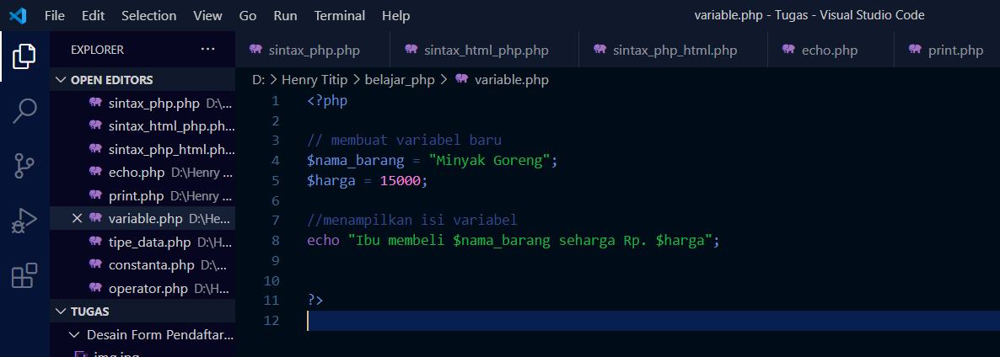 File Edit Selection View Go Run Terminal Help variable.php - Tugas - Visual Studio Code
EXPLORER ··· sintax_php.php sintax_html_php.php sintax_php_html.php echo.php print.php
OPEN EDITORS
sintax_php.php D:\...
sintax_html_php.ph...
sintax_php_html.ph...
echo.php D:\Henry ...
print.php D:\Henry ...
variable.php D:\He...
tipe_data.php D:\H...
constanta.php D:\...
operator.php D:\H...
TUGAS
Desain Form Pendaftar...
img.jpg
D: > Henry Titip > belajar_php > variable.php
1 <?php
2
3 // membuat variabel baru
4 $nama_barang = "Minyak Goreng";
5 $harga = 15000;
6
7 //menampilkan isi variabel
8 echo "Ibu membeli $nama_barang seharga Rp. $harga";
9
10
11 ?>
12